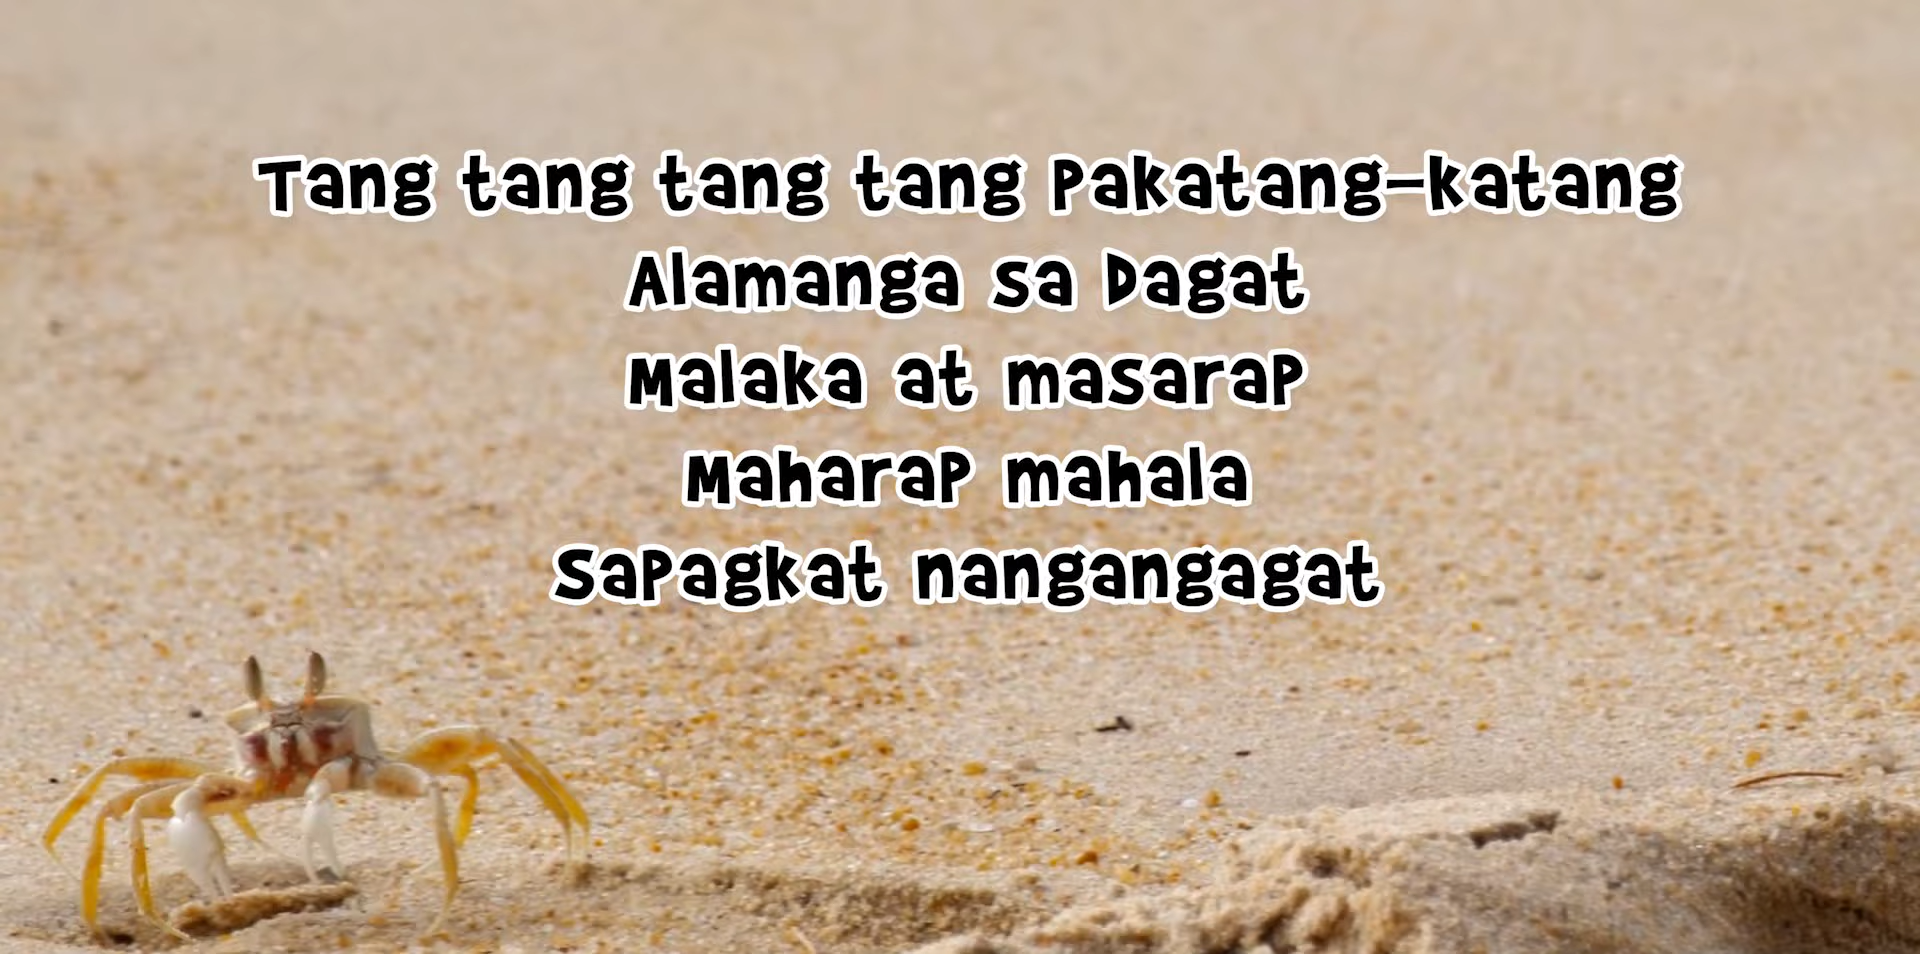 Tang tang tang tang Pakatang-katang
Alamanga sa Dagat
Malaka at masarap
Maharap mahala
Sapagkat nangangagat